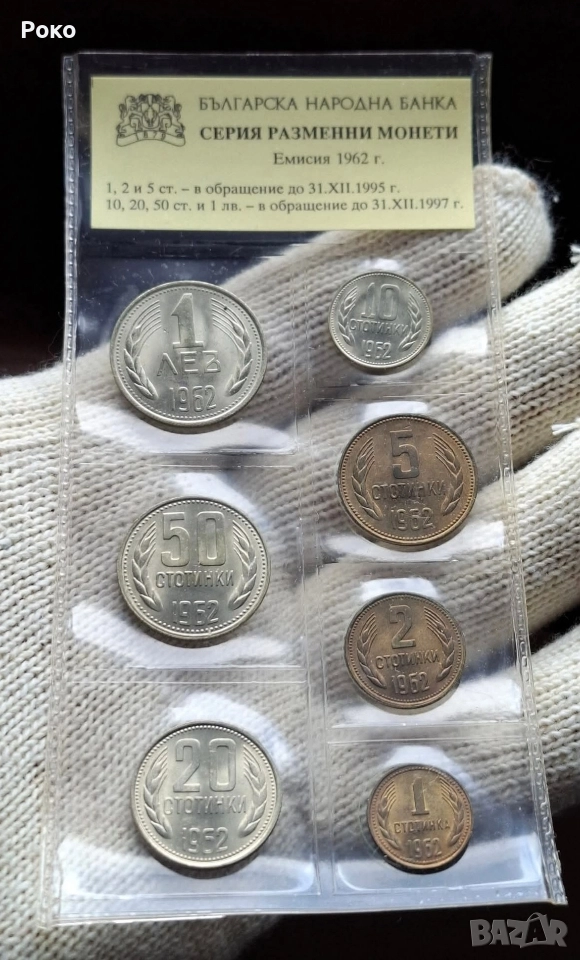 Роко
БЪЛГАРСКА НАРОДНА БАНКА
СЕРИЯ РАЗМЕННИ МОНЕТИ
Емисия 1962 г.
1, 2 и 5 ст. – в обращение до 31.XII.1995 г.
10, 20, 50 ст. и 1 лв. – в обращение до 31.XII.1997 г.
1
ЛЕВ
1962
10
СТОТИНКИ
1962
5
СТОТИНКИ
1962
50
СТОТИНКИ
1962
2
СТОТИНКИ
1962
20
СТОТИНКИ
1962
1
СТОТИНКА
1962
BAZAR